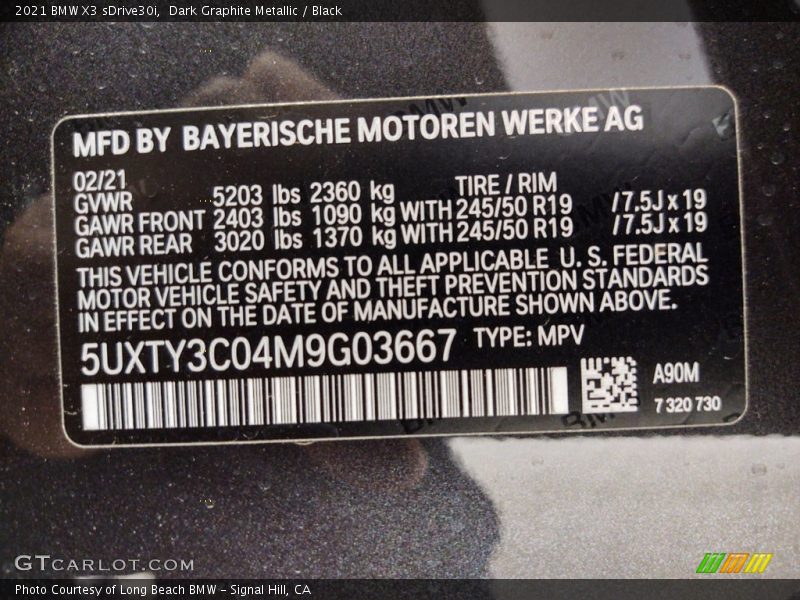 2021 BMW X3 sDrive30i, Dark Graphite Metallic / Black
MFD BY BAYERISCHE MOTOREN WERKE AG
02/21
GVWR 5203 lbs 2360 kg TIRE / RIM
GAWR FRONT 2403 lbs 1090 kg WITH 245/50 R19 /7.5J x 19
GAWR REAR 3020 lbs 1370 kg WITH 245/50 R19 /7.5J x 19
THIS VEHICLE CONFORMS TO ALL APPLICABLE U. S. FEDERAL
MOTOR VEHICLE SAFETY AND THEFT PREVENTION STANDARDS
IN EFFECT ON THE DATE OF MANUFACTURE SHOWN ABOVE.
5UXTY3C04M9G03667 TYPE: MPV
A90M
7 320 730
GTCARLOT.COM
Photo Courtesy of Long Beach BMW - Signal Hill, CA